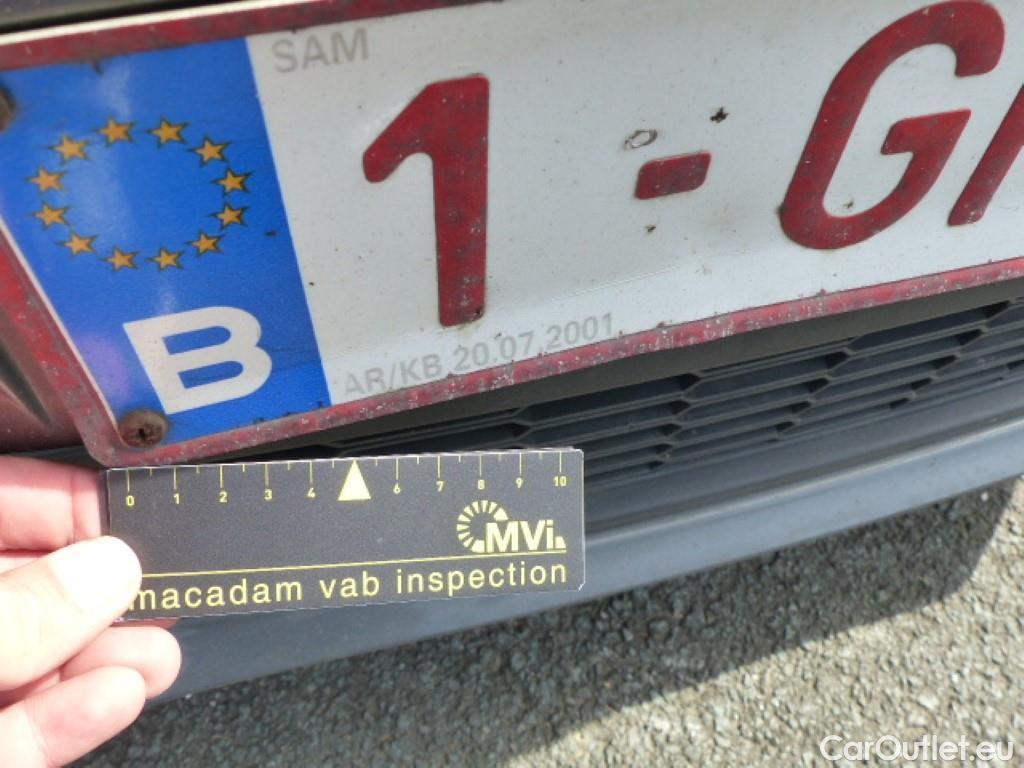 SAM
1-G
B
AR/KB 20.07.2001
0 1 2 3 4 6 7 8 9 10
MVi.
macadam vab inspection
CarOutlet.eu